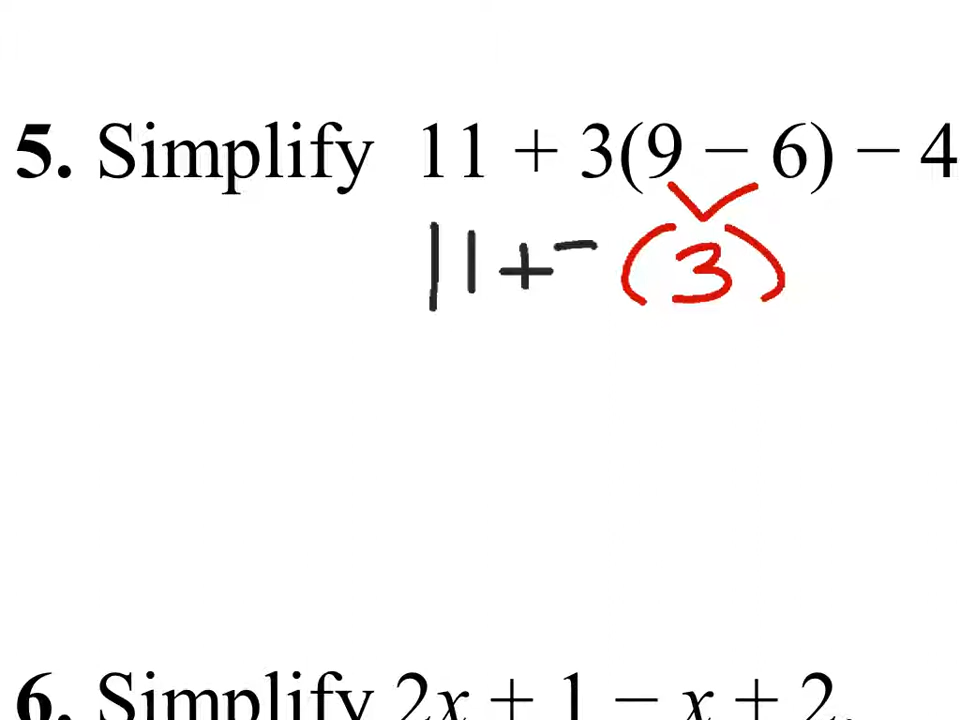 5. Simplify 11 + 3(9 − 6) − 4
11 + − (3)
6. Simplify 2x + 1 − x + 2.